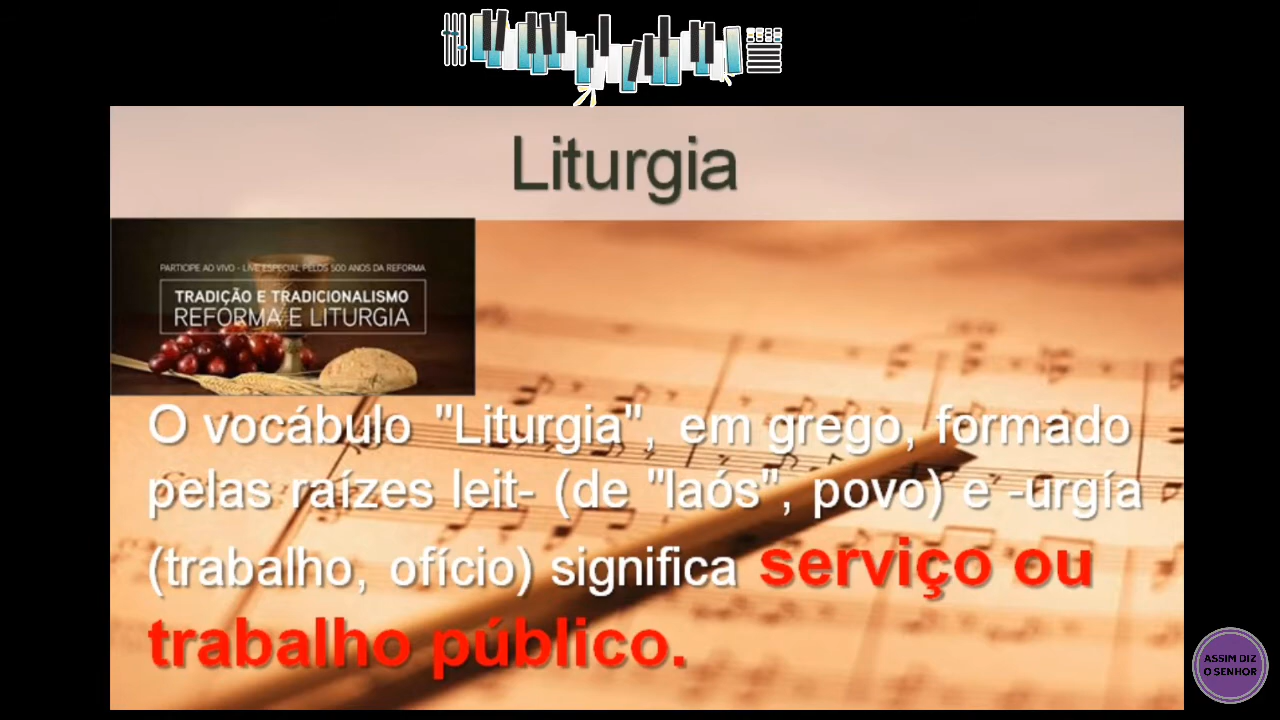 Liturgia
PARTICIPE AO VIVO - LIVE ESPECIAL PELOS 500 ANOS DA REFORMA
TRADIÇÃO E TRADICIONALISMO
REFORMA E LITURGIA
O vocábulo "Liturgia", em grego, formado
pelas raízes leit- (de "laós", povo) e -urgía
(trabalho, ofício) significa serviço ou
trabalho público.
ASSIM DIZ
O SENHOR